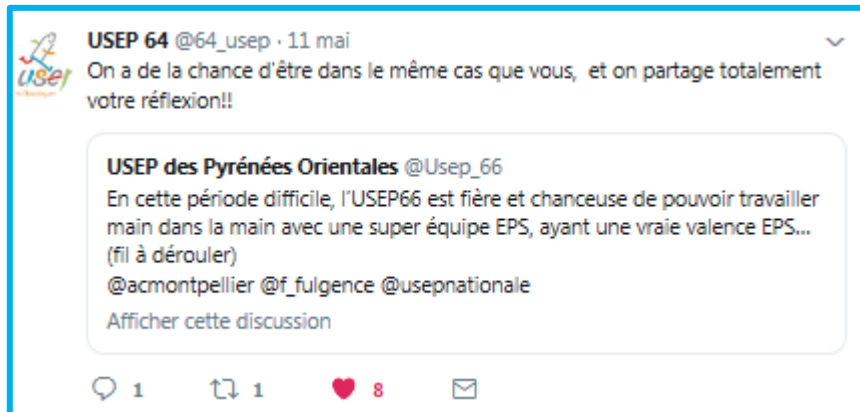 USEP 64 @64_usep · 11 mai
On a de la chance d'être dans le même cas que vous, et on partage totalement
votre réflexion!!
usep
USEP des Pyrénées Orientales @Usep_66
En cette période difficile, l'USEP66 est fière et chanceuse de pouvoir travailler
main dans la main avec une super équipe EPS, ayant une vraie valence EPS...
(fil à dérouler)
@acmontpellier @f_fulgence @usepnationale
Afficher cette discussion
1 1 8